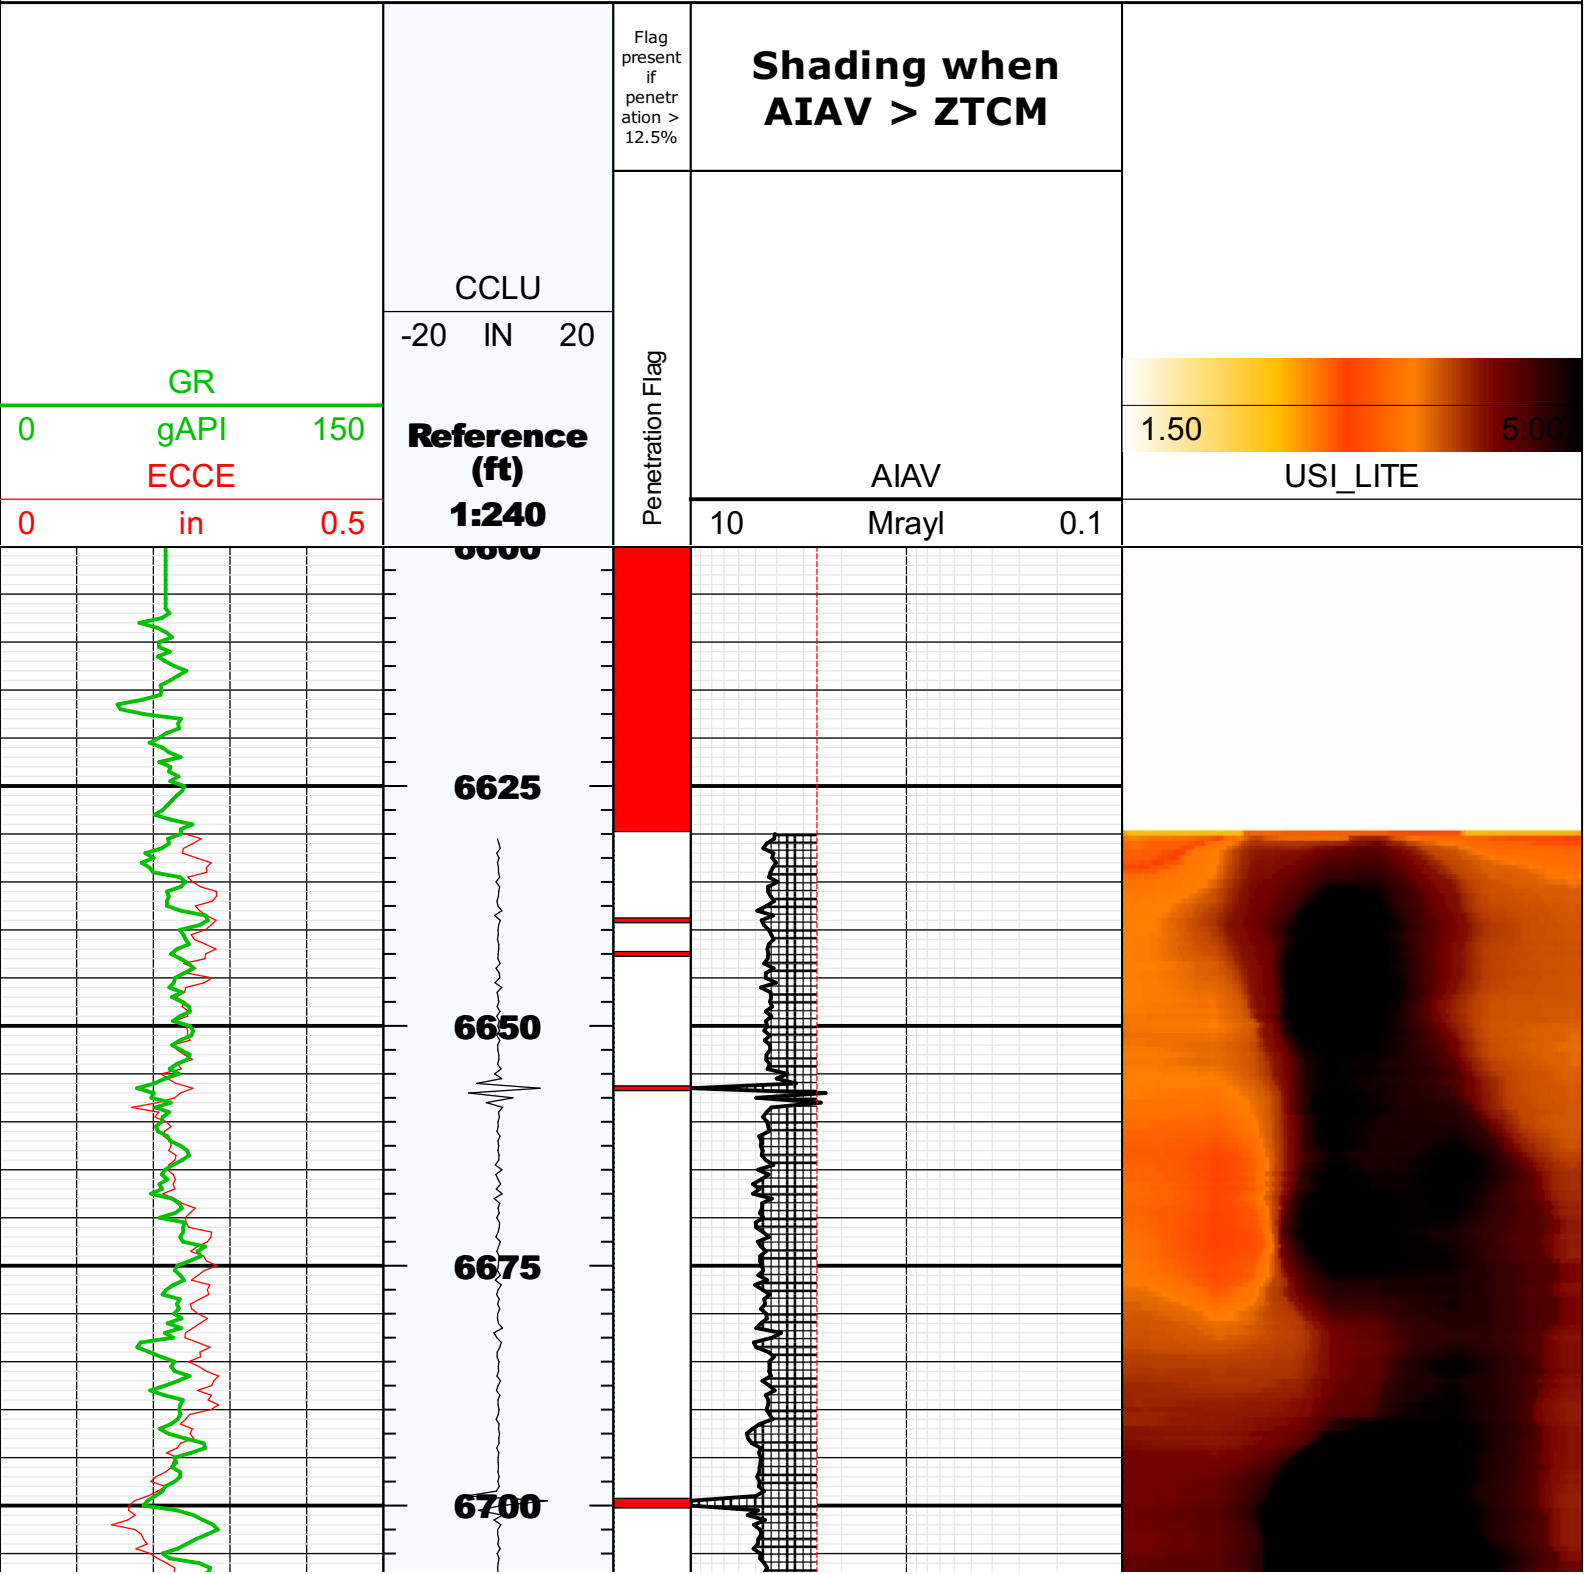 Flag
present
if
penetr
ation >
12.5%
Shading when
AIAV > ZTCM
CCLU
-20 IN 20
GR
0 gAPI 150
ECCE
0 in 0.5
Reference
(ft)
1:240
Penetration Flag
AIAV
10 Mrayl 0.1
1.50 5.00
USI_LITE
6600
6625
6650
6675
6700